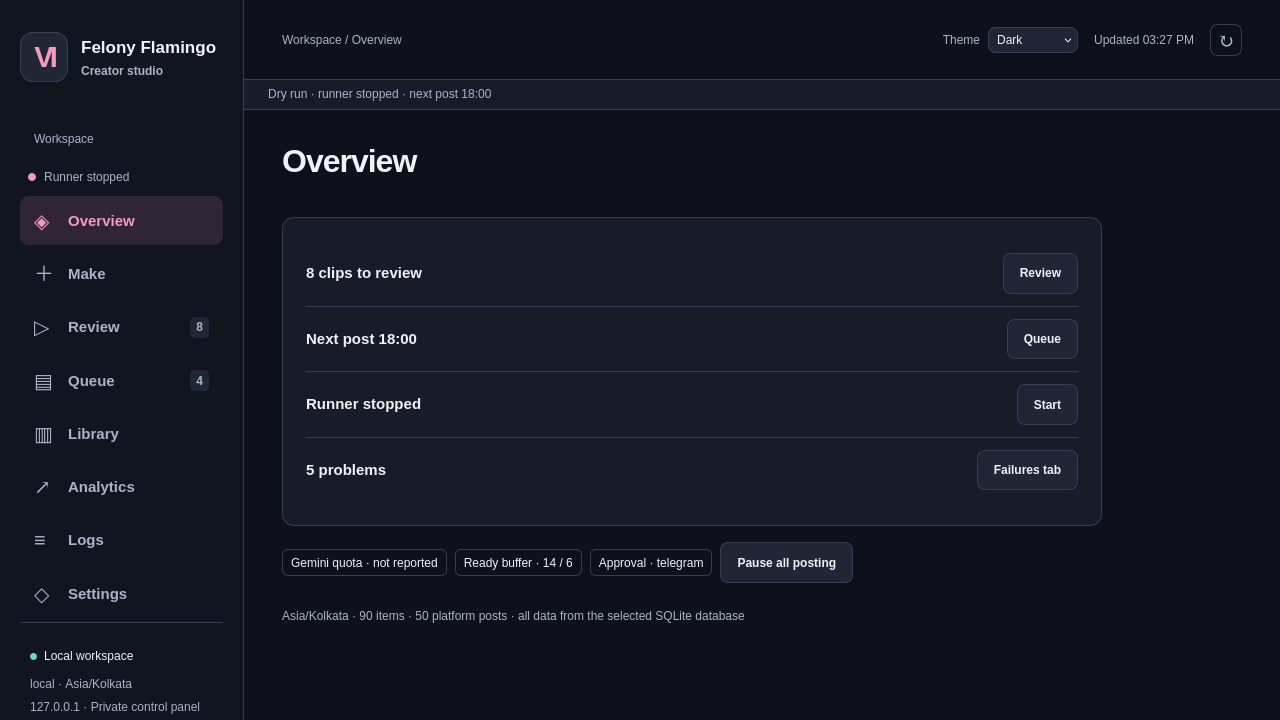 Felony Flamingo
Creator studio
Workspace
Runner stopped
Overview
Make
Review 8
Queue 4
Library
Analytics
Logs
Settings
Local workspace
local · Asia/Kolkata
127.0.0.1 · Private control panel
Workspace / Overview
Theme Dark Updated 03:27 PM
Dry run · runner stopped · next post 18:00
Overview
8 clips to review Review
Next post 18:00 Queue
Runner stopped Start
5 problems Failures tab
Gemini quota · not reported Ready buffer · 14 / 6 Approval · telegram Pause all posting
Asia/Kolkata · 90 items · 50 platform posts · all data from the selected SQLite database